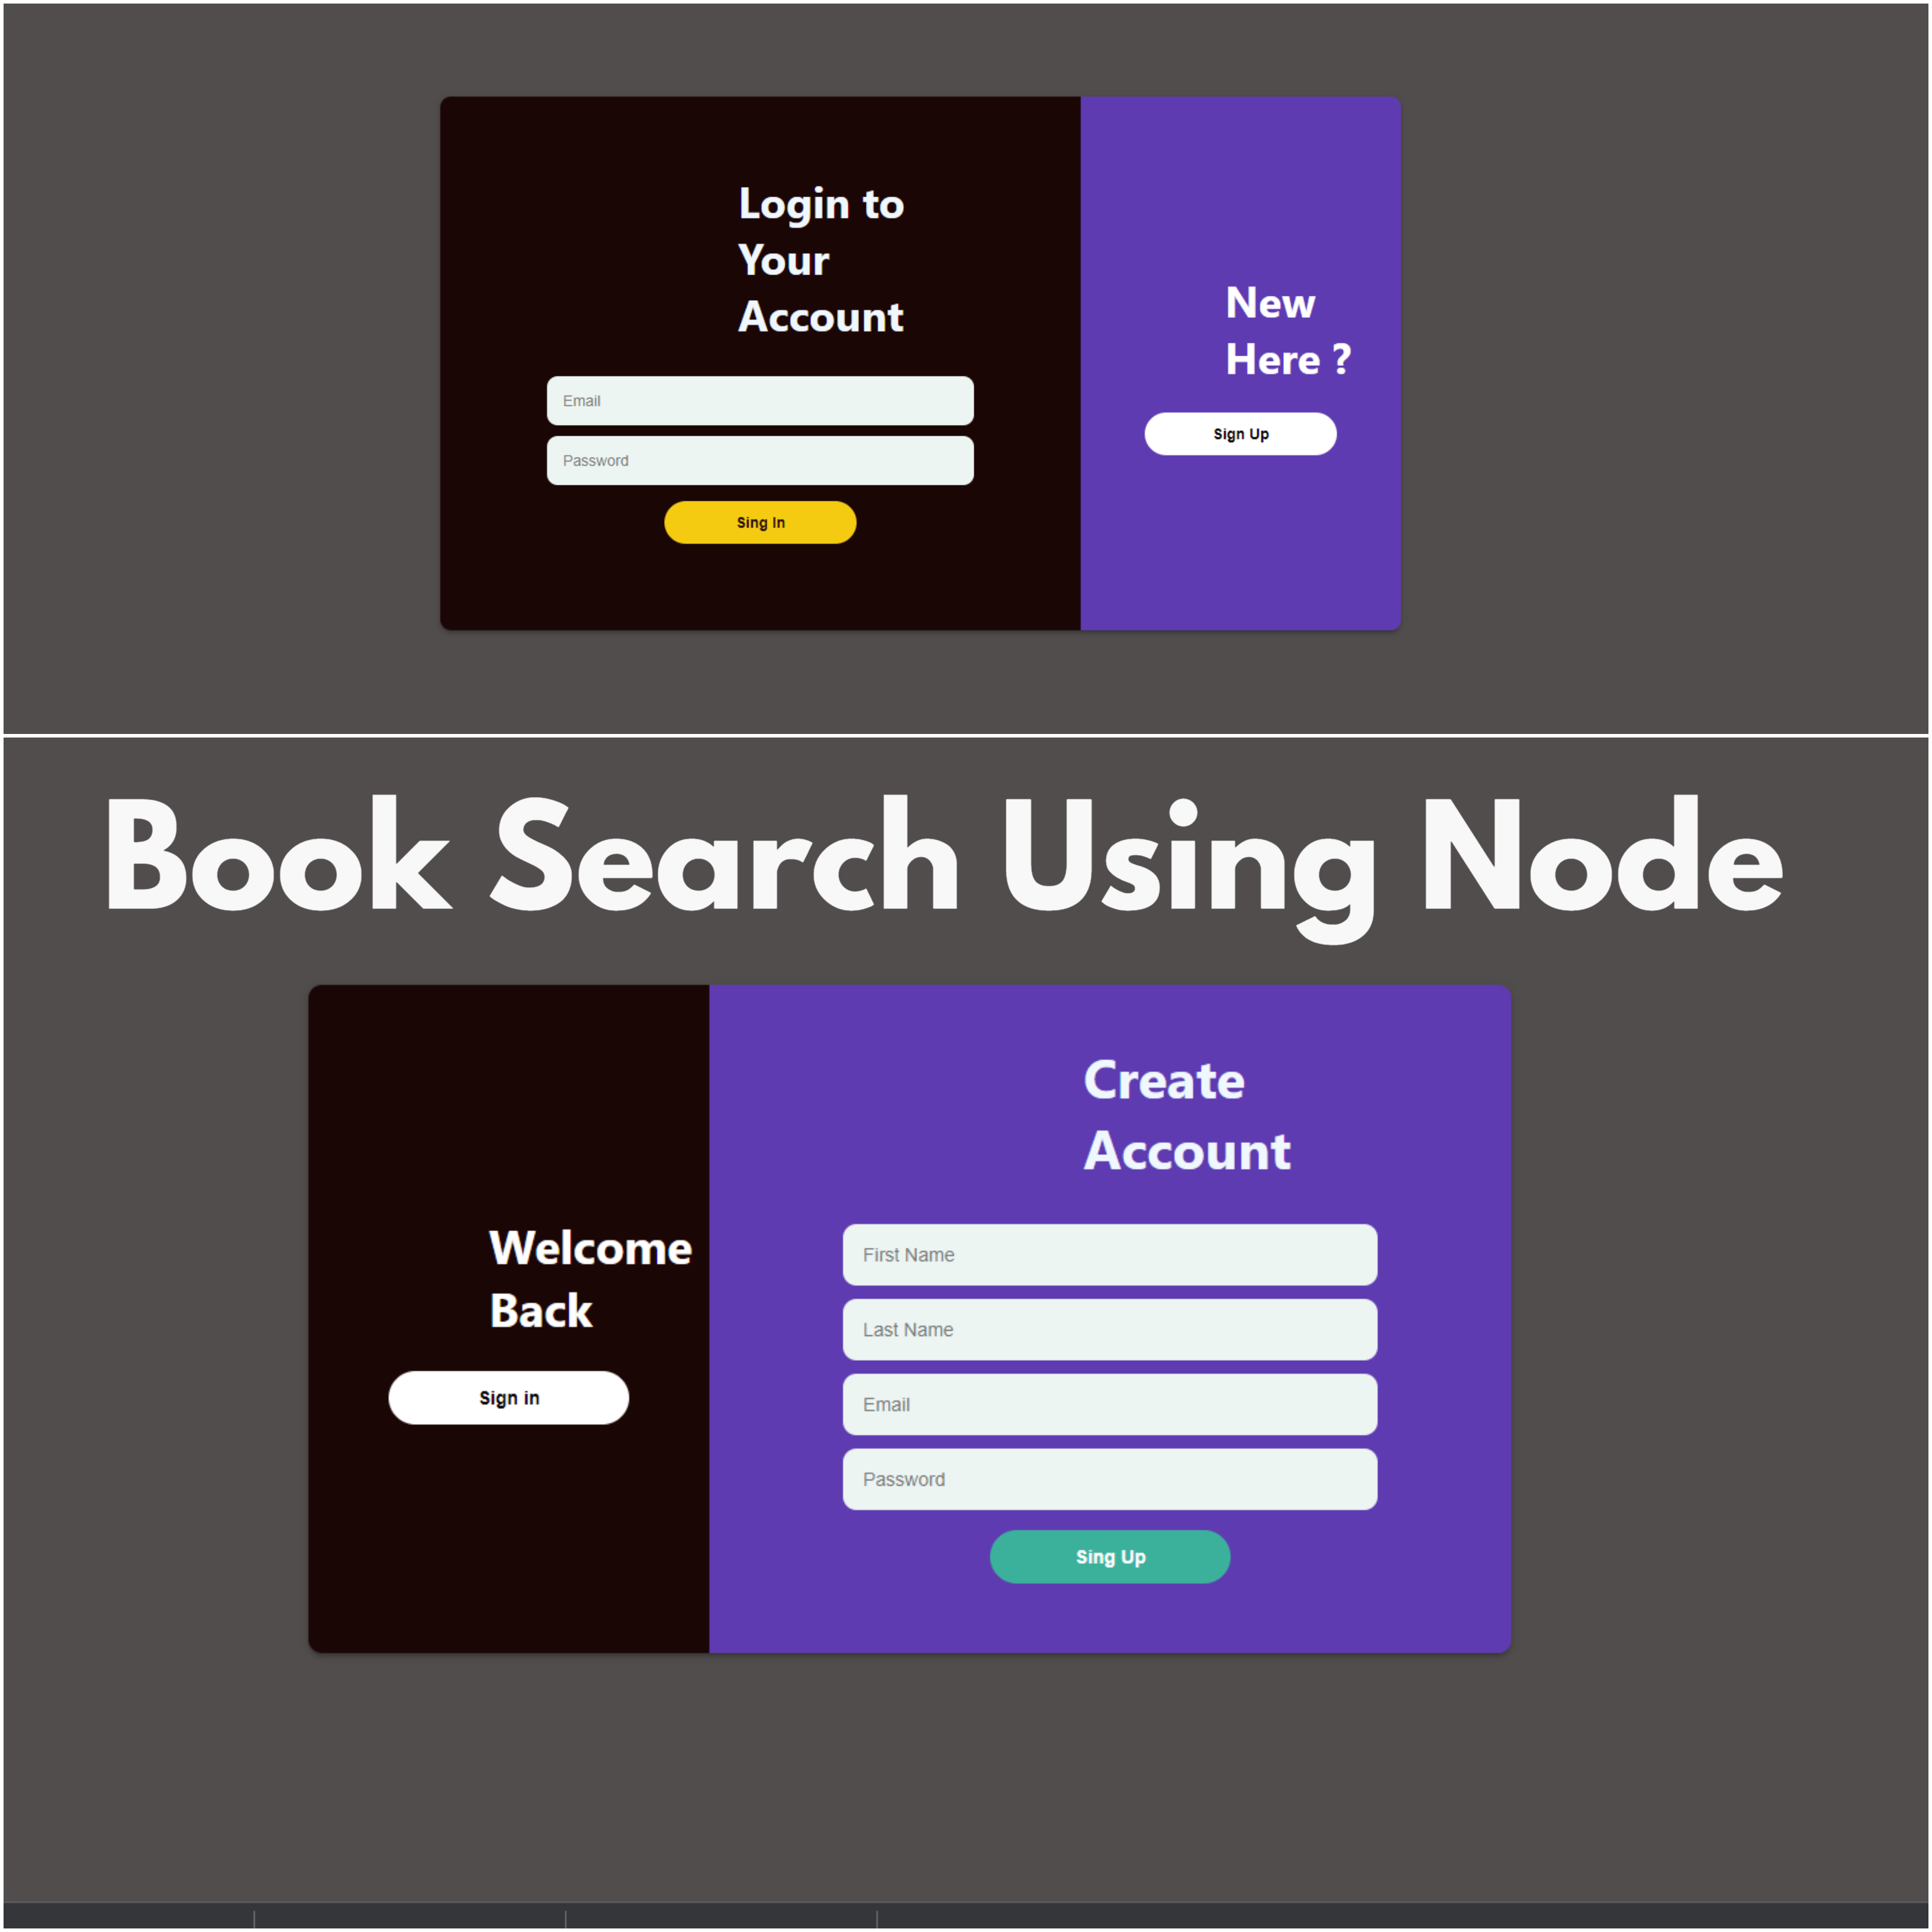 Login to
Your
Account
Email
Password
Sing In
New
Here ?
Sign Up
Book Search Using Node
Welcome
Back
Sign in
Create
Account
First Name
Last Name
Email
Password
Sing Up